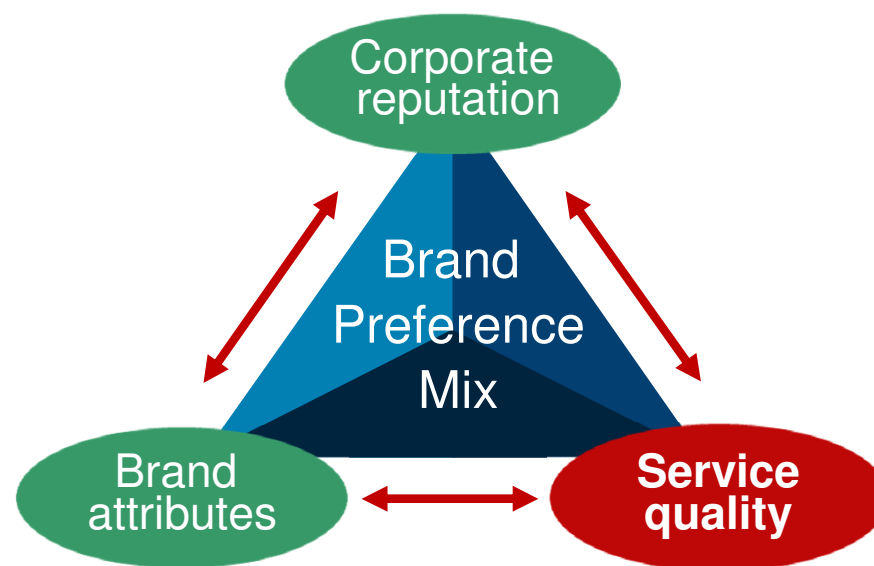 Corporate
reputation
Brand
Preference
Mix
Brand
attributes
Service
quality